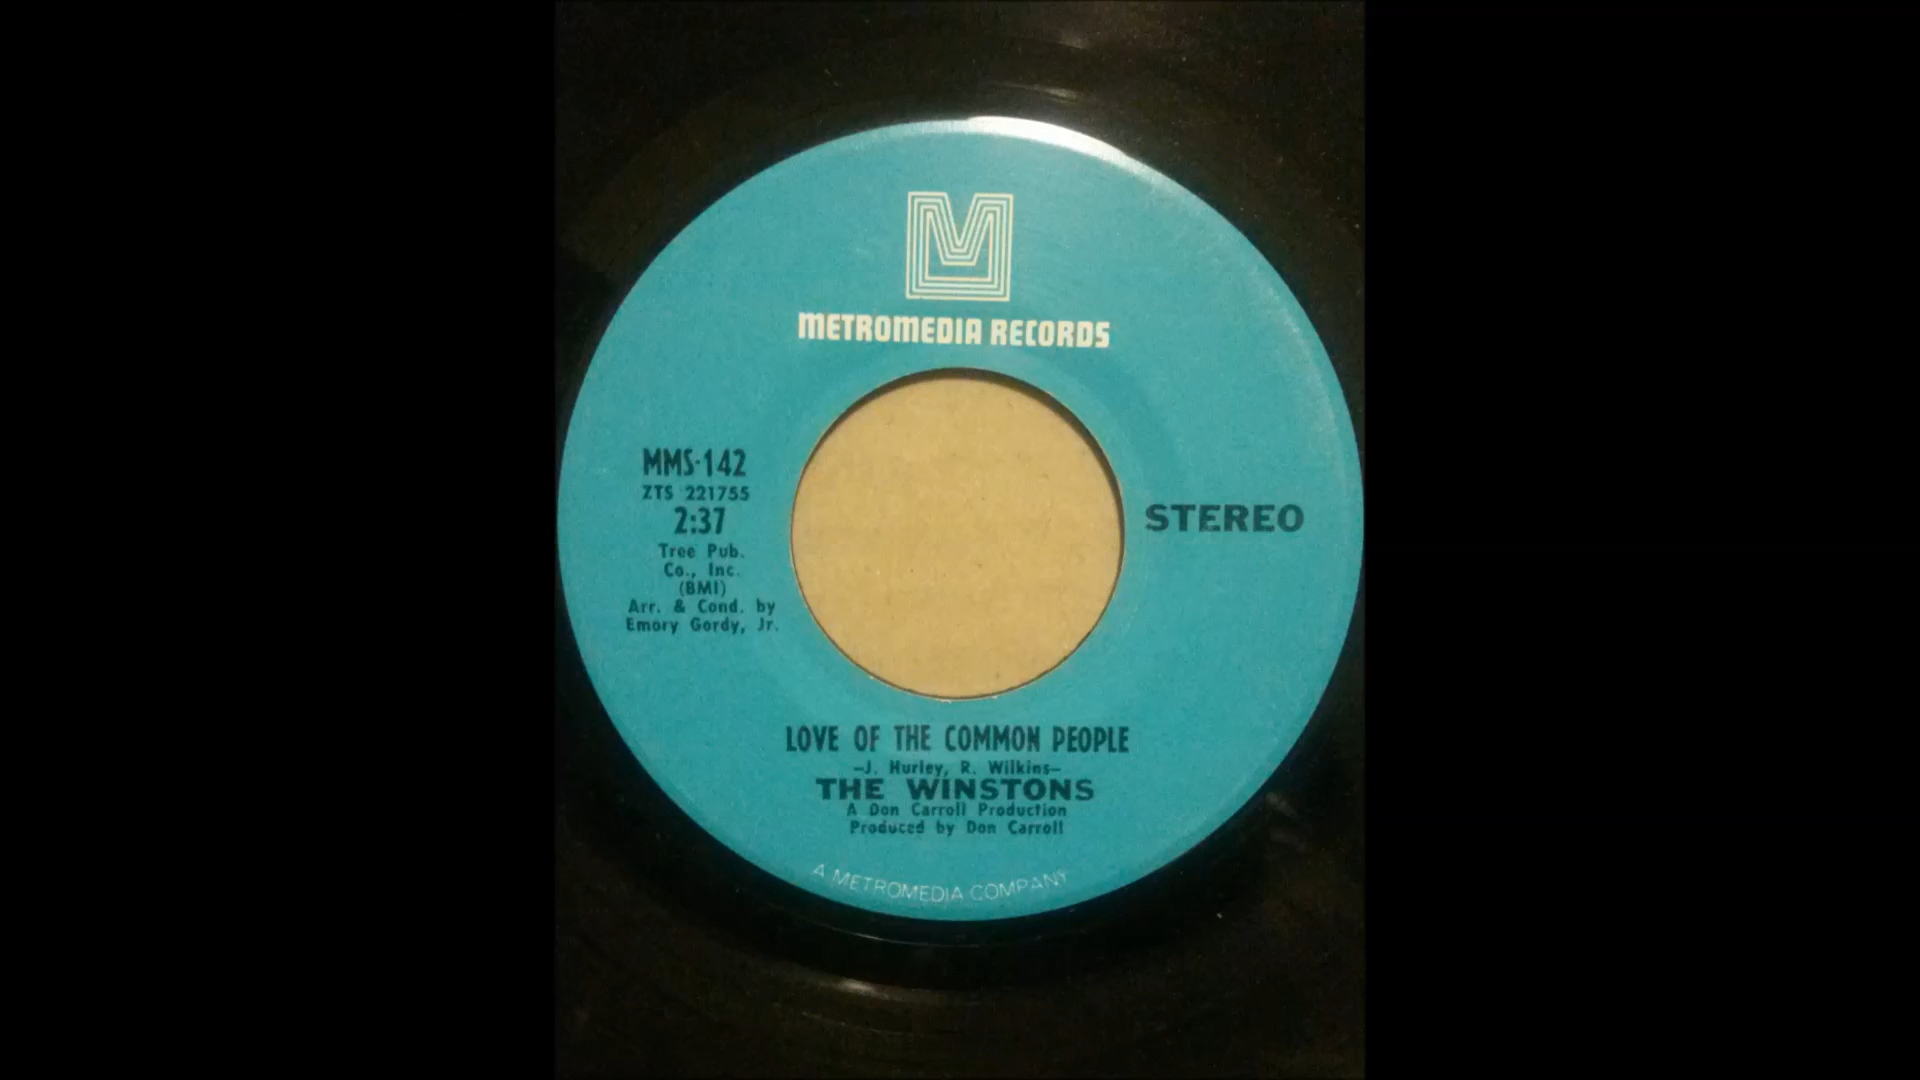 M
METROMEDIA RECORDS
MMS-142
ZTS 221755
2:37
Tree Pub.
Co., Inc.
(BMI)
Arr. & Cond. by
Emory Gordy, Jr.
STEREO
LOVE OF THE COMMON PEOPLE
–J. Hurley, R. Wilkins–
THE WINSTONS
A Don Carroll Production
Produced by Don Carroll
A METROMEDIA COMPANY